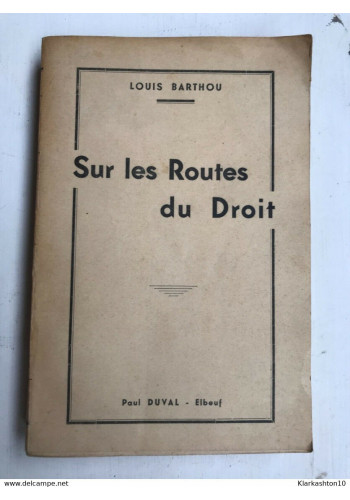 LOUIS BARTHOU
Sur les Routes
du Droit
Paul DUVAL - Elbeuf
www.delcampe.net
Klarkashton10